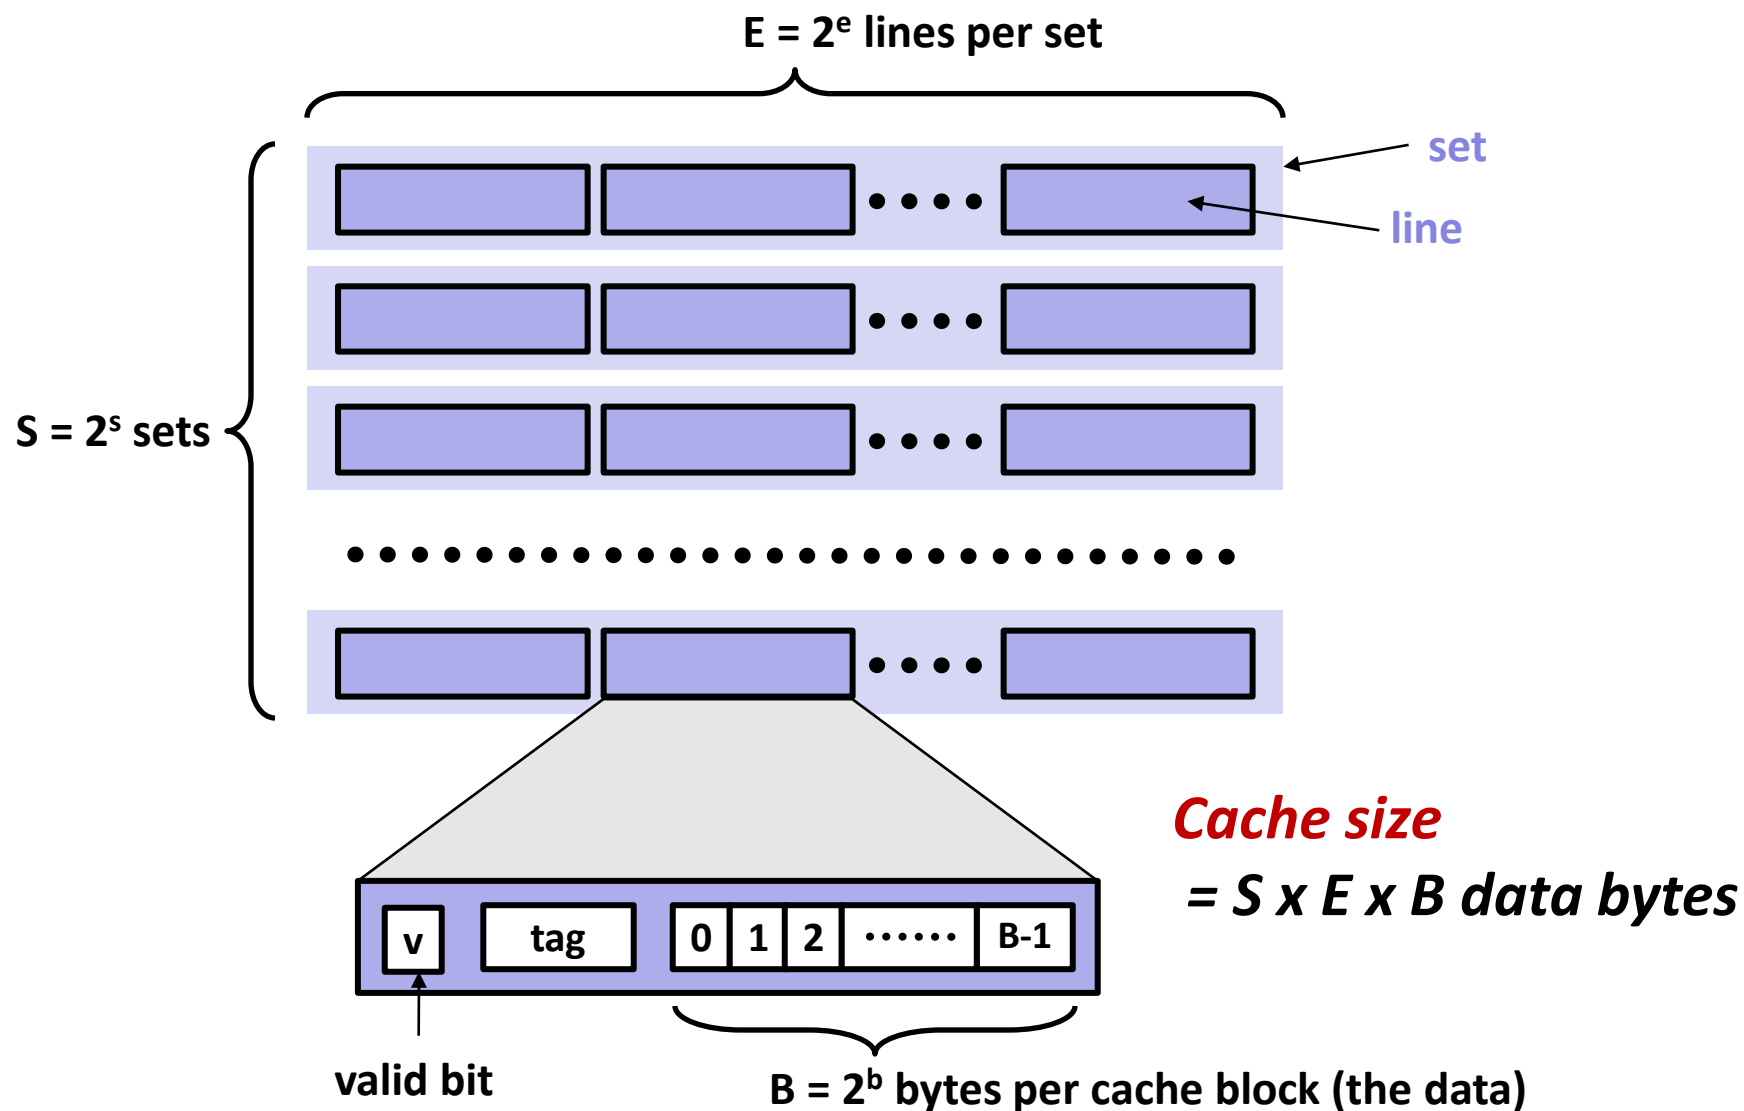 E = 2ᵉ lines per set
set
line
S = 2ˢ sets
Cache size
= S x E x B data bytes
v
tag
0
1
2
······
B-1
valid bit
B = 2ᵇ bytes per cache block (the data)